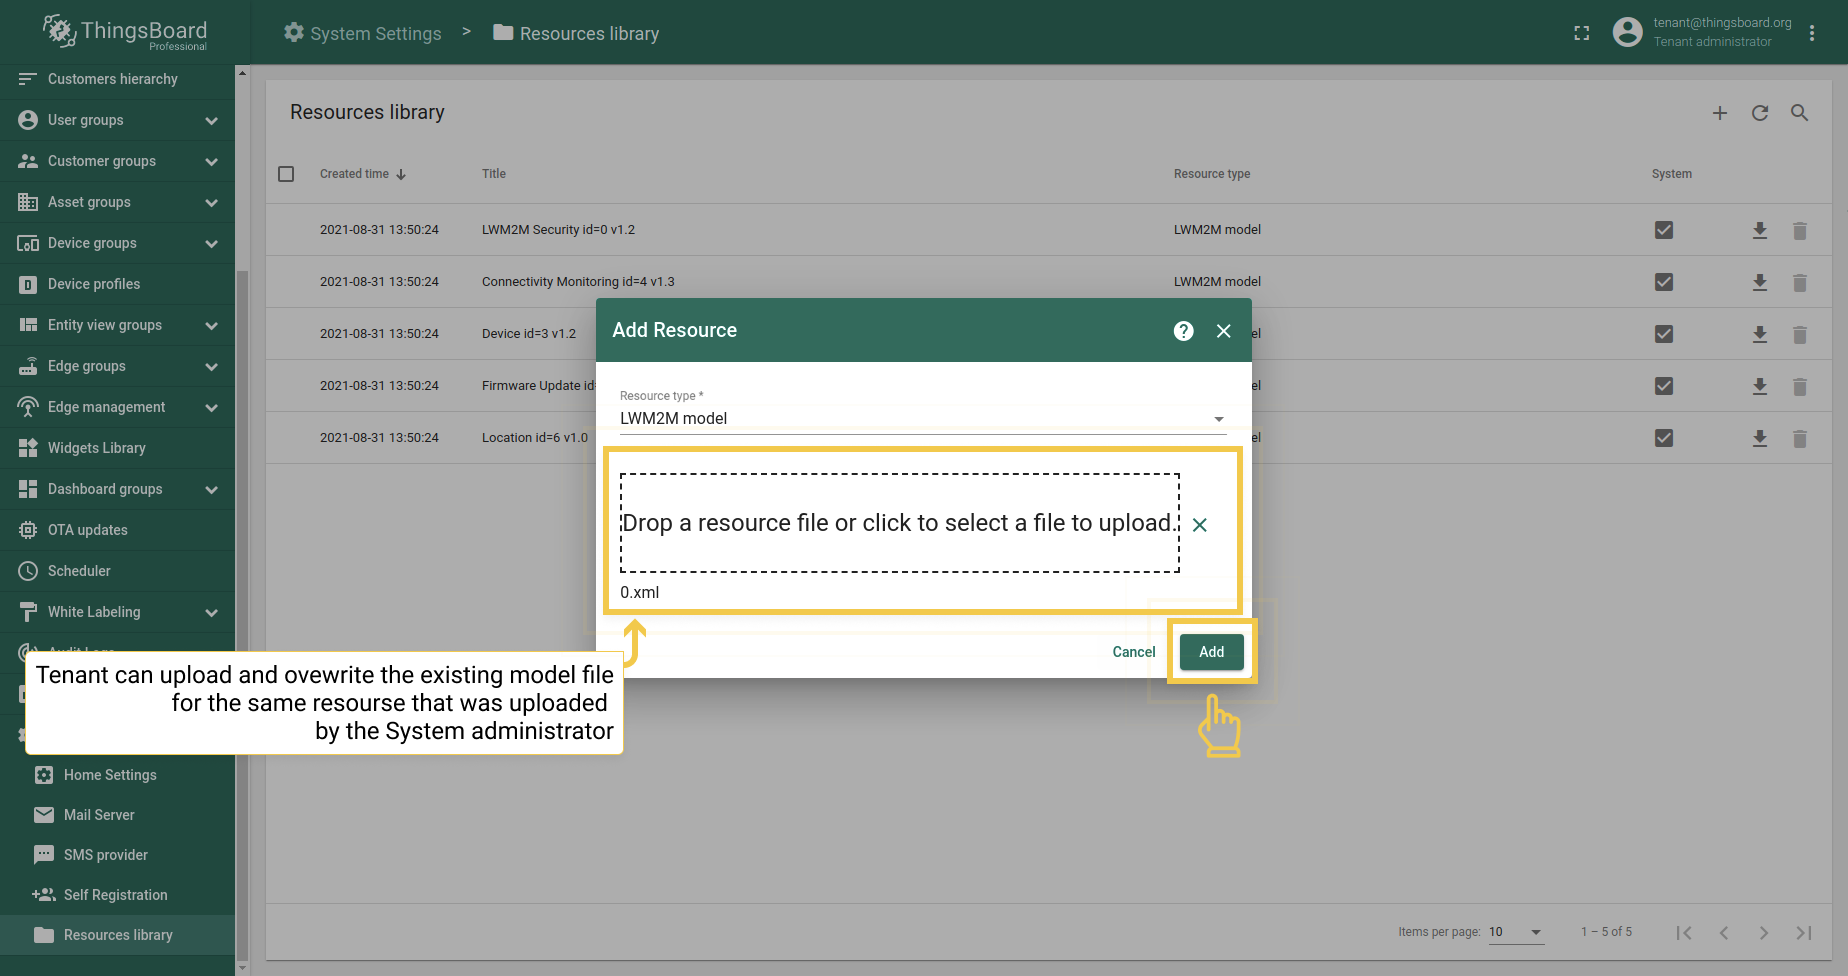 ThingsBoard
Professional
System Settings > Resources library
tenant@thingsboard.org
Tenant administrator
Customers hierarchy
User groups
Customer groups
Asset groups
Device groups
Device profiles
Entity view groups
Edge groups
Edge management
Widgets Library
Dashboard groups
OTA updates
Scheduler
White Labeling
Home Settings
Mail Server
SMS provider
Self Registration
Resources library
Resources library
Created time Title Resource type System
2021-08-31 13:50:24 LWM2M Security id=0 v1.2 LWM2M model
2021-08-31 13:50:24 Connectivity Monitoring id=4 v1.3 LWM2M model
2021-08-31 13:50:24 Device id=3 v1.2 el
2021-08-31 13:50:24 Firmware Update id= el
2021-08-31 13:50:24 Location id=6 v1.0 el
Add Resource
Resource type *
LWM2M model
Drop a resource file or click to select a file to upload.
0.xml
Cancel Add
Tenant can upload and ovewrite the existing model file
for the same resourse that was uploaded
by the System administrator
Items per page: 10 1 – 5 of 5